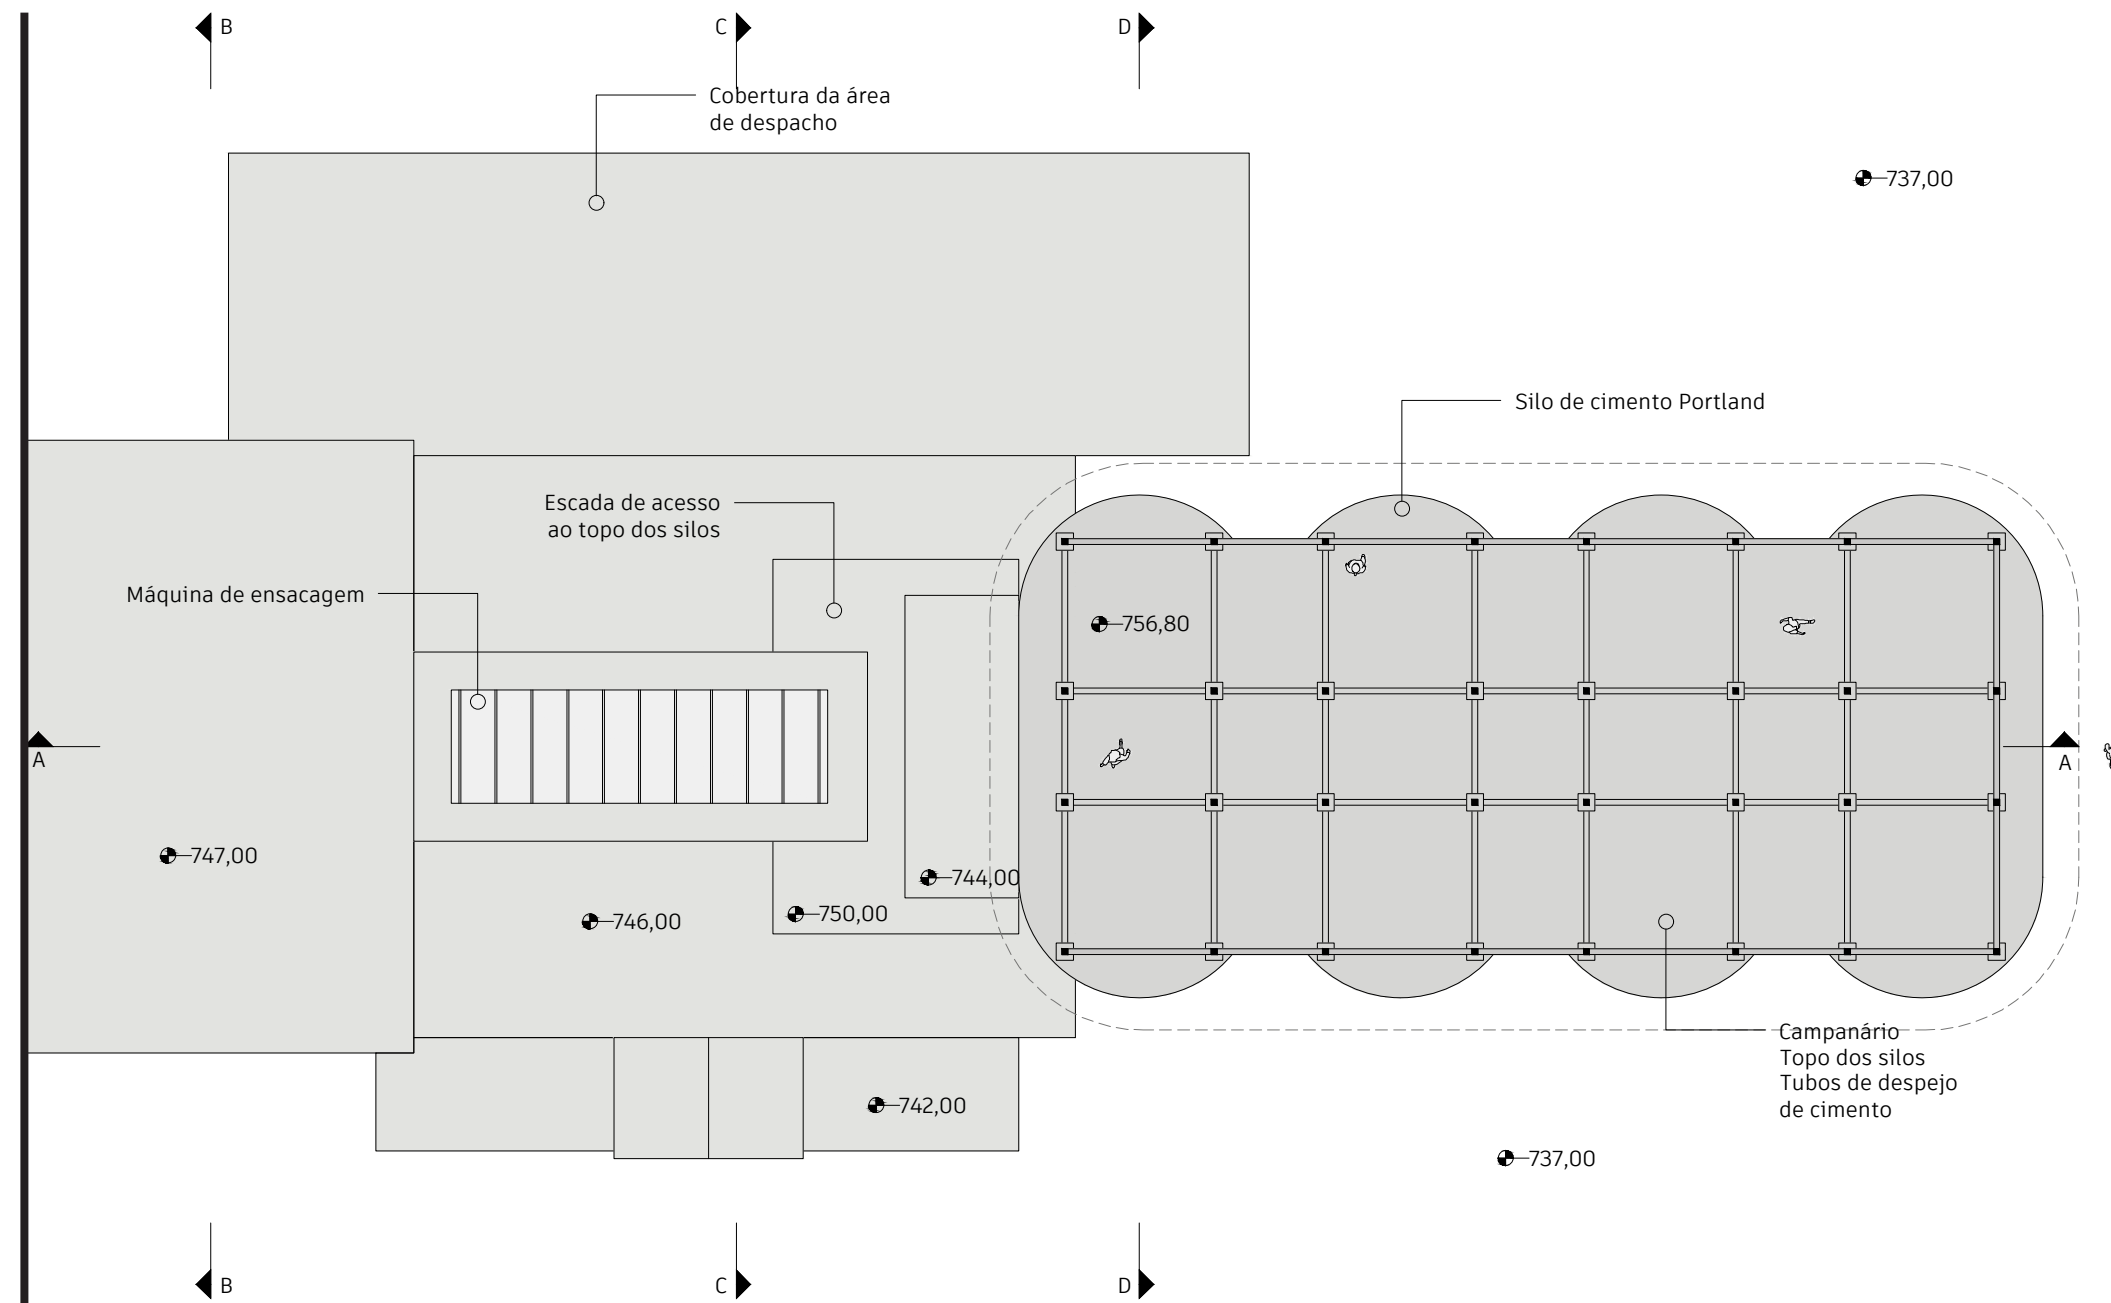 B
C
D
Cobertura da área
de despacho
737,00
Silo de cimento Portland
Escada de acesso
ao topo dos silos
Máquina de ensacagem
756,80
A
A
747,00
744,00
750,00
746,00
Campanário
Topo dos silos
Tubos de despejo
de cimento
742,00
737,00
B
C
D